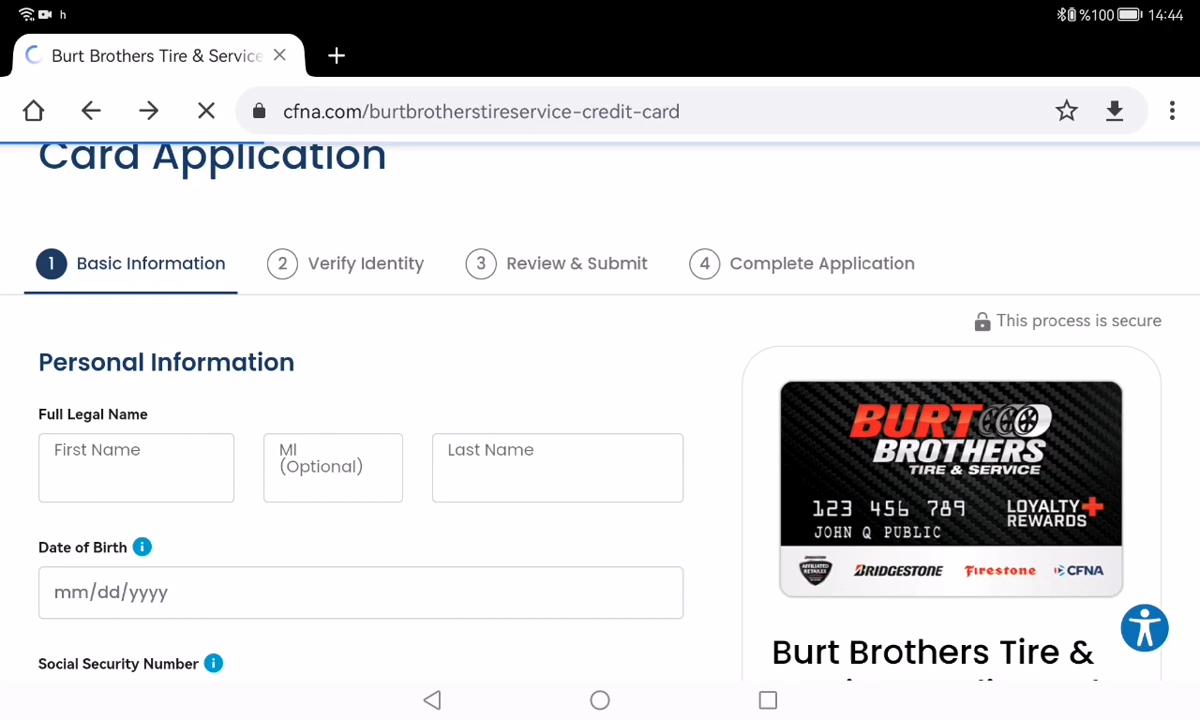 h
%100 14:44
Burt Brothers Tire & Service
cfna.com/burtbrotherstireservice-credit-card
Card Application
1 Basic Information
2 Verify Identity
3 Review & Submit
4 Complete Application
This process is secure
Personal Information
Full Legal Name
First Name
MI
(Optional)
Last Name
Date of Birth i
mm/dd/yyyy
Social Security Number i
BURT
BROTHERS
TIRE & SERVICE
123 456 789
JOHN Q PUBLIC
LOYALTY
REWARDS
BRIDGESTONE
Firestone
CFNA
Burt Brothers Tire &